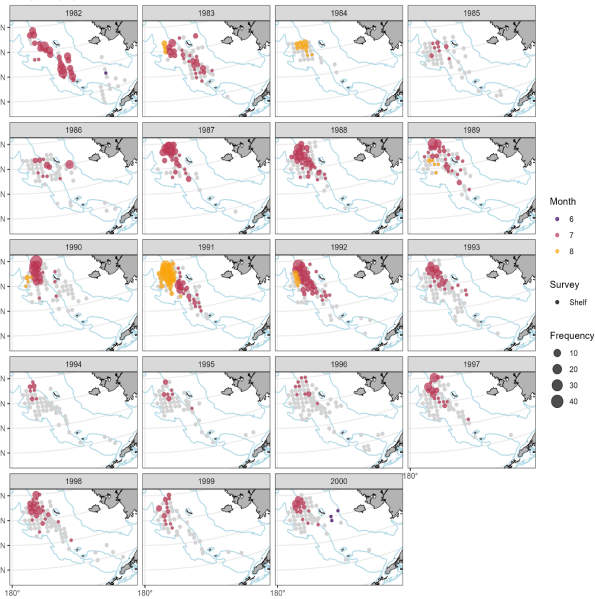 1982 1983 1984 1985
N
N
N
N
1986 1987 1988 1989
N
N
N
N
Month
6
7
8
1990 1991 1992 1993
N
N
N
N
Survey
Shelf
Frequency
10
20
30
40
1994 1995 1996 1997
N
N
N
N
180°
1998 1999 2000
N
N
N
N
180° 180° 180°